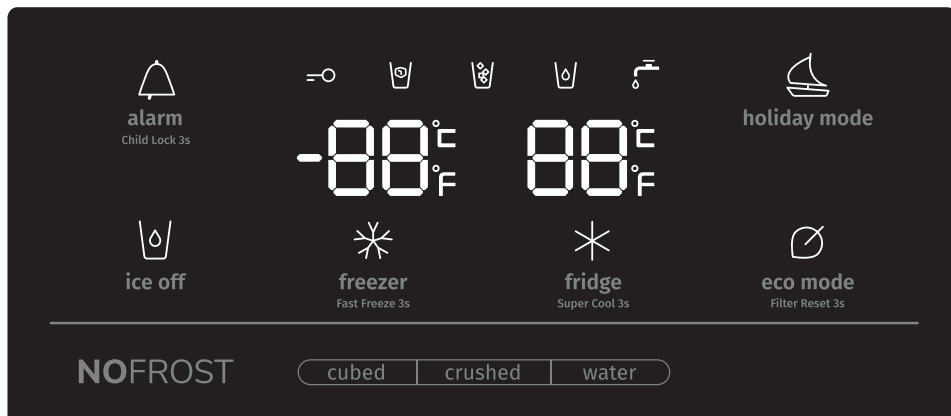 alarm
Child Lock 3s
-88°C
°F
88°C
°F
holiday mode
ice off
freezer
Fast Freeze 3s
fridge
Super Cool 3s
eco mode
Filter Reset 3s
NOFROST
cubed
crushed
water